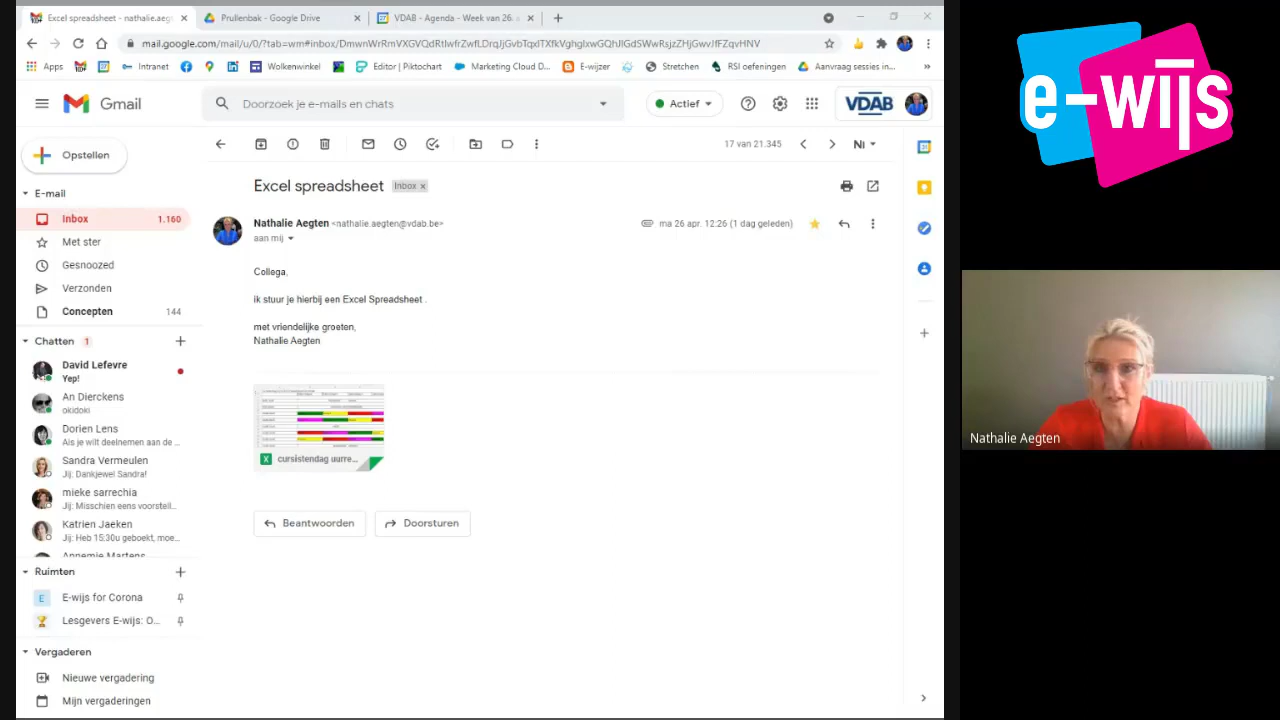 Excel spreadsheet - nathalie.aegt
Prullenbak - Google Drive
VDAB - Agenda - Week van 26.
mail.google.com/mail/u/0/?tab=wm#inbox/
Apps
Intranet
Wolkenwinkel
Editor | Piktochart
Marketing Cloud D...
E-wijzer
Stretchen
RSI oefeningen
Aanvraag sessies in...
»
Gmail
Doorzoek je e-mails en chats
Actief
VDAB
Opstellen
17 van 21.345
Nl
E-mail
Inbox 1.160
Met ster
Gesnoozed
Verzonden
Concepten 144
Chatten 1
David Lefevre
Yep!
An Dierckens
okidoki
Dorien Lens
Als je wilt deelnemen aan de ...
Sandra Vermeulen
Jij: Dankjewel Sandra!
mieke sarrechia
Jij: Misschien eens voorstell...
Katrien Jaeken
Jij: Heb 15:30u geboekt, moe...
Annemie Martens
Ruimten
E E-wijs for Corona
Lesgevers E-wijs: O...
Vergaderen
Nieuwe vergadering
Mijn vergaderingen
Excel spreadsheet Inbox x
Nathalie Aegten <nathalie.aegten@vdab.be>
ma 26 apr. 12:26 (1 dag geleden)
aan mij
Collega,
ik stuur je hierbij een Excel Spreadsheet .
met vriendelijke groeten,
Nathalie Aegten
X cursistendag uurre...
Beantwoorden
Doorsturen
e-wijs
Nathalie Aegten